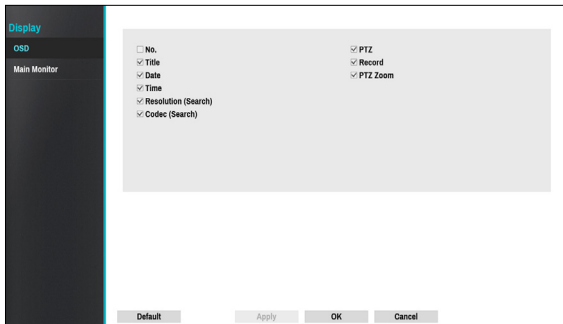 Display
OSD
Main Monitor
No.
Title
Date
Time
Resolution (Search)
Codec (Search)
PTZ
Record
PTZ Zoom
Default
Apply
OK
Cancel